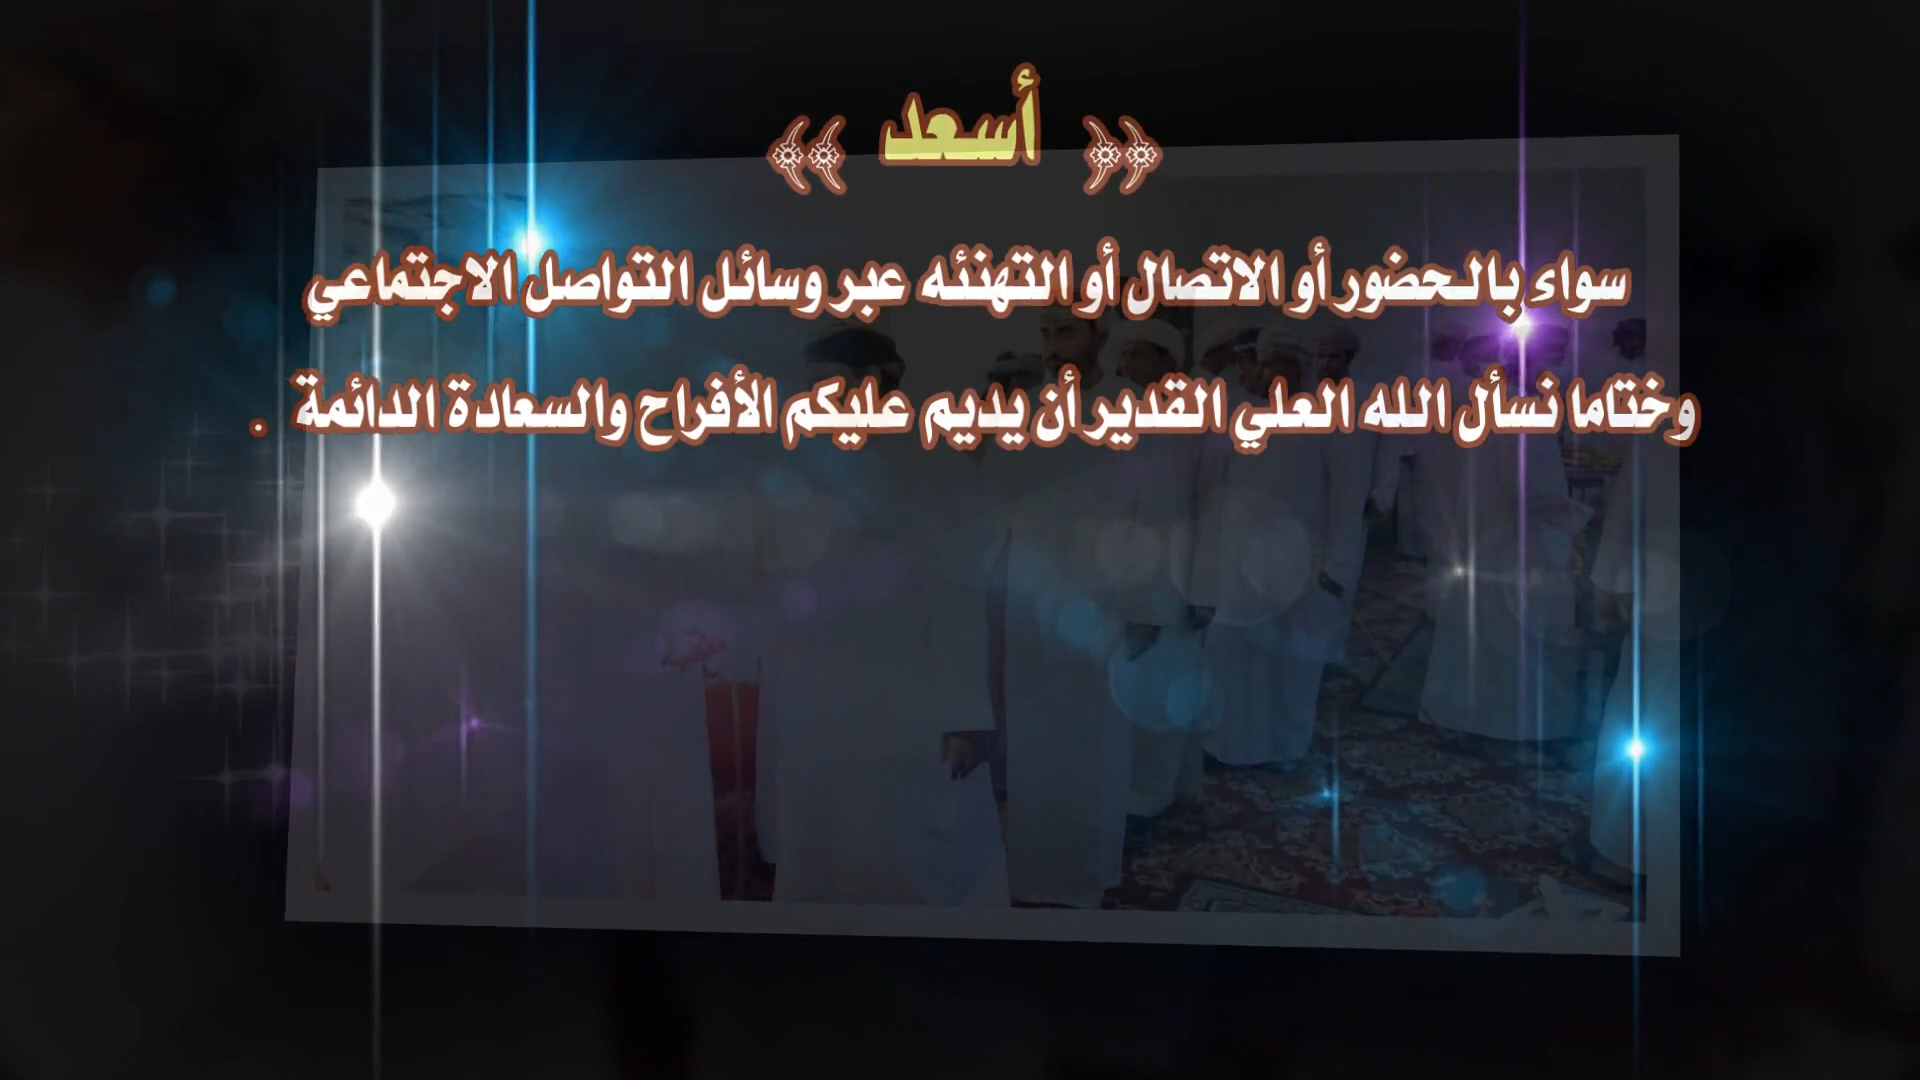 أسعد
سواء بالحضور أو الاتصال أو التهنئه عبر وسائل التواصل الاجتماعي
وختاما نسأل الله العلي القدير أن يديم عليكم الأفراح والسعادة الدائمة .